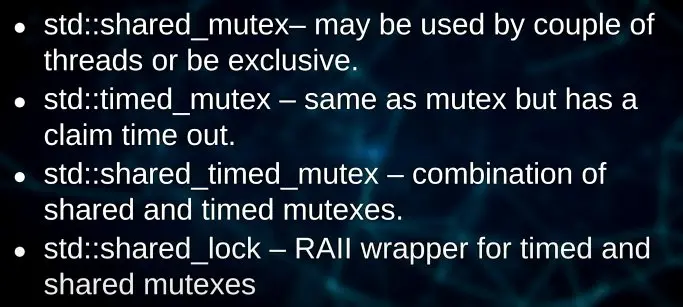 • std::shared_mutex– may be used by couple of
threads or be exclusive.
• std::timed_mutex – same as mutex but has a
claim time out.
• std::shared_timed_mutex – combination of
shared and timed mutexes.
• std::shared_lock – RAII wrapper for timed and
shared mutexes